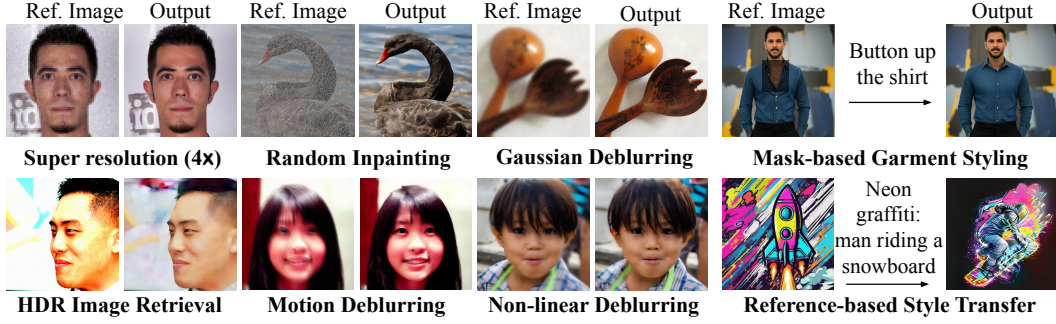 Ref. Image Output Ref. Image Output Ref. Image Output Ref. Image Output
Button up
the shirt
id
Super resolution (4x) Random Inpainting Gaussian Deblurring Mask-based Garment Styling
Neon
graffiti:
man riding a
snowboard
HDR Image Retrieval Motion Deblurring Non-linear Deblurring Reference-based Style Transfer